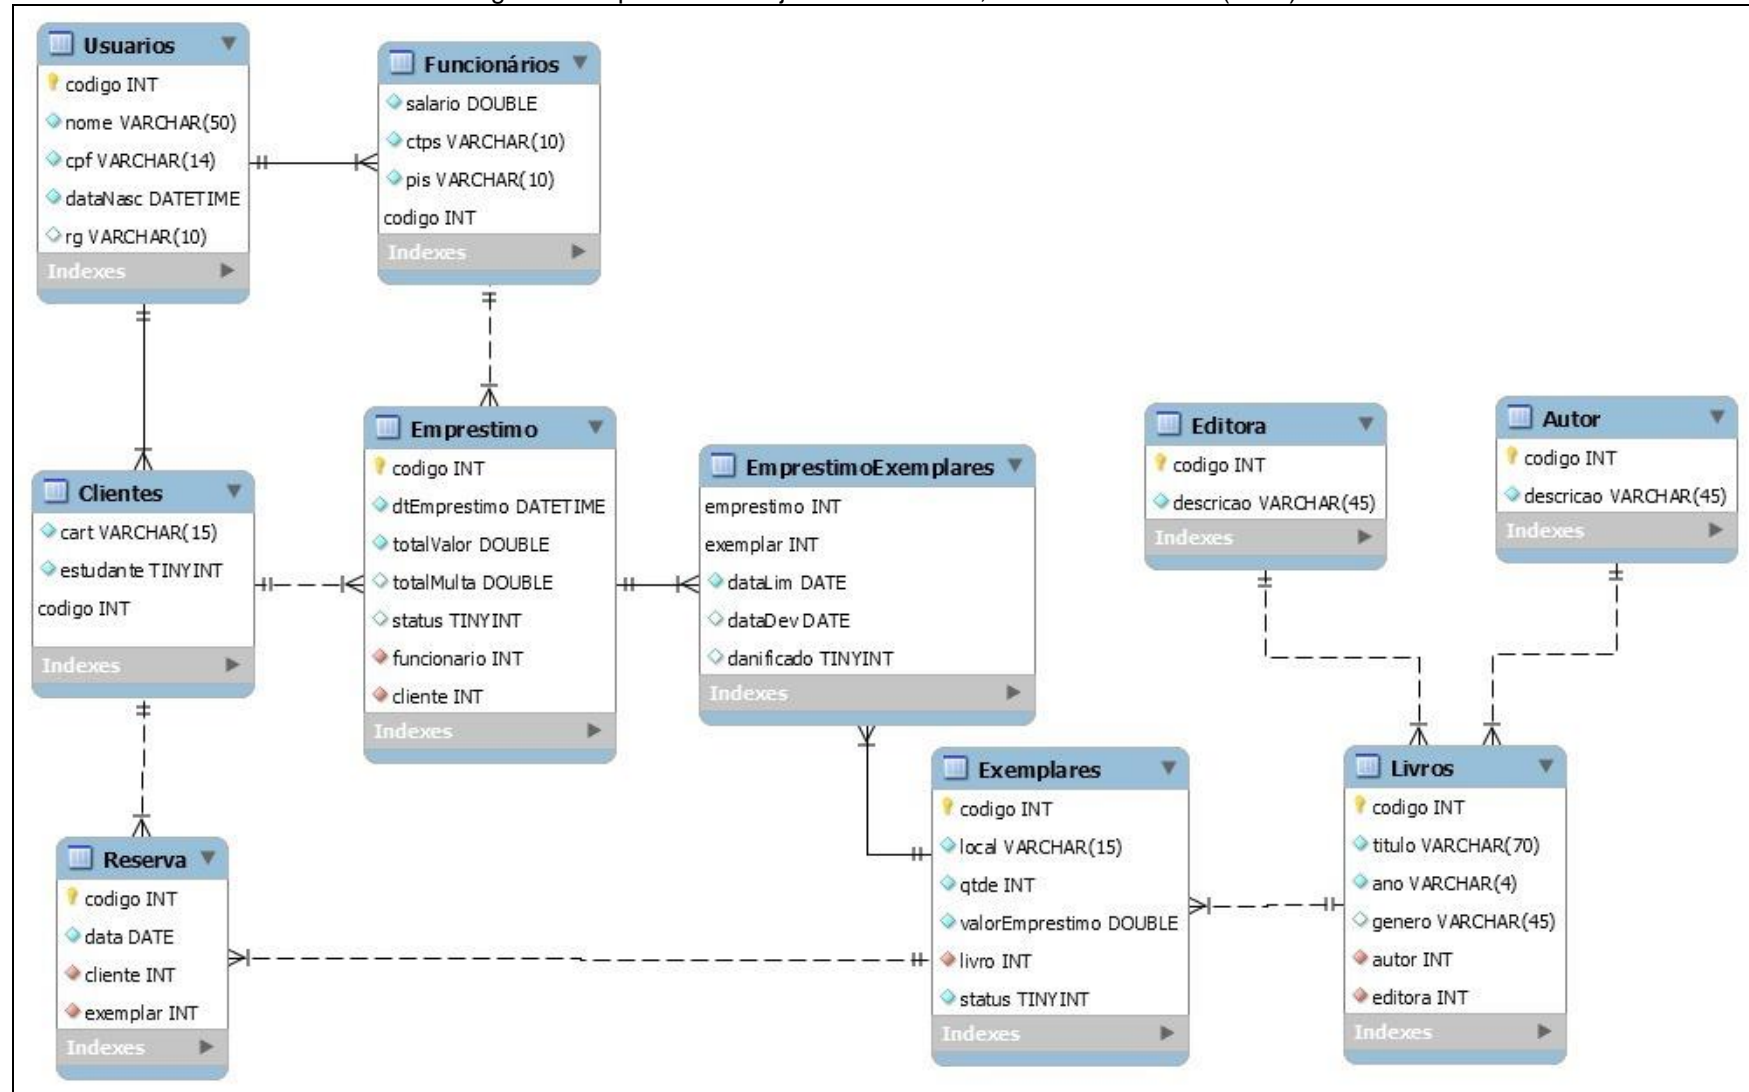 Usuarios
codigo INT
nome VARCHAR(50)
cpf VARCHAR(14)
dataNasc DATETIME
rg VARCHAR(10)
Indexes
Funcionários
salario DOUBLE
ctps VARCHAR(10)
pis VARCHAR(10)
codigo INT
Indexes
Clientes
cart VARCHAR(15)
estudante TINYINT
codigo INT
Indexes
Emprestimo
codigo INT
dtEmprestimo DATETIME
totalValor DOUBLE
totalMulta DOUBLE
status TINYINT
funcionario INT
cliente INT
Indexes
EmprestimoExemplares
emprestimo INT
exemplar INT
dataLim DATE
dataDev DATE
danificado TINYINT
Indexes
Editora
codigo INT
descricao VARCHAR(45)
Indexes
Autor
codigo INT
descricao VARCHAR(45)
Indexes
Reserva
codigo INT
data DATE
cliente INT
exemplar INT
Indexes
Exemplares
codigo INT
local VARCHAR(15)
qtde INT
valorEmprestimo DOUBLE
livro INT
status TINYINT
Indexes
Livros
codigo INT
titulo VARCHAR(70)
ano VARCHAR(4)
genero VARCHAR(45)
autor INT
editora INT
Indexes